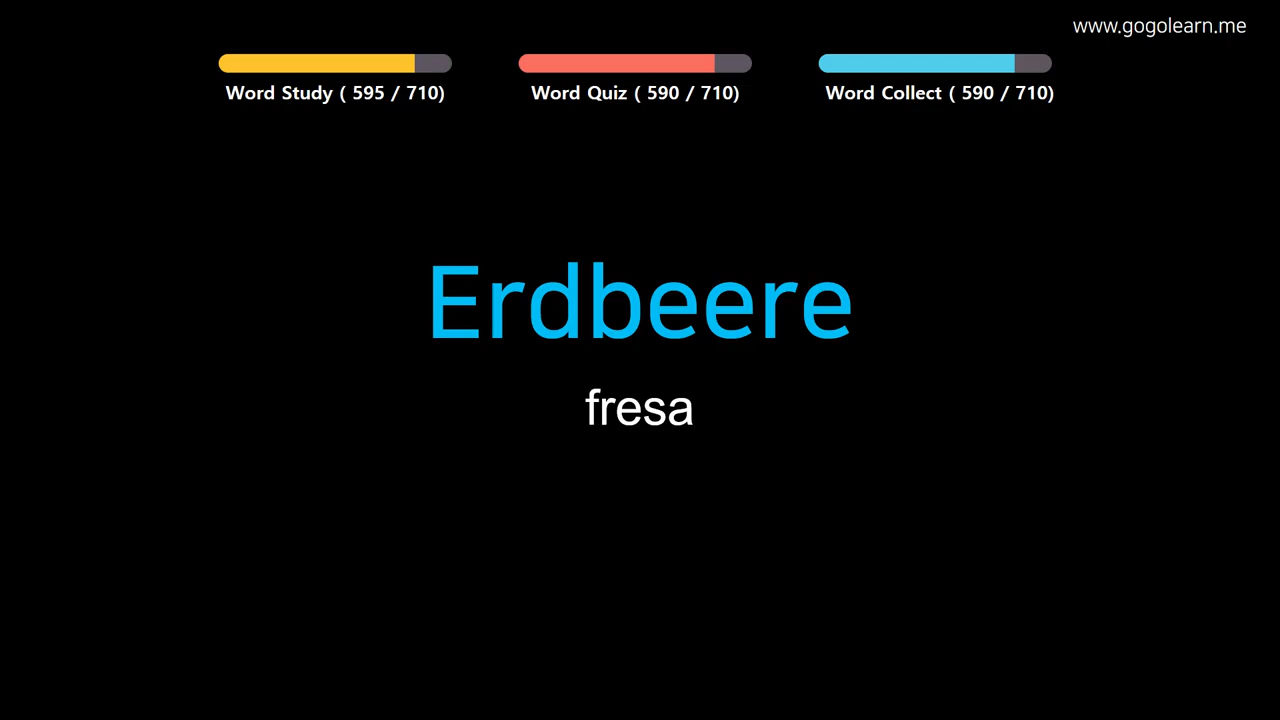 www.gogolearn.me
Word Study ( 595 / 710)
Word Quiz ( 590 / 710)
Word Collect ( 590 / 710)
Erdbeere
fresa